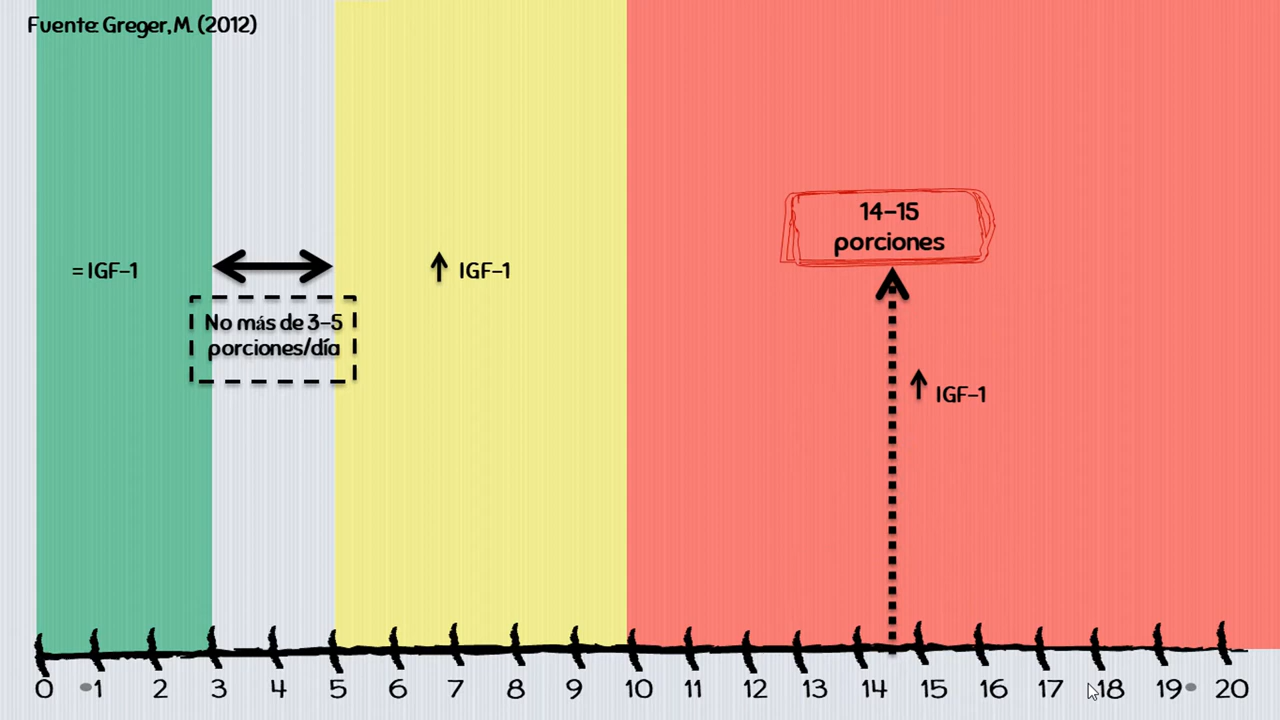 Fuente: Greger, M. (2012)
14-15
porciones
= IGF-1
↑ IGF-1
No más de 3-5
porciones/día
↑ IGF-1
0 1 2 3 4 5 6 7 8 9 10 11 12 13 14 15 16 17 18 19 20